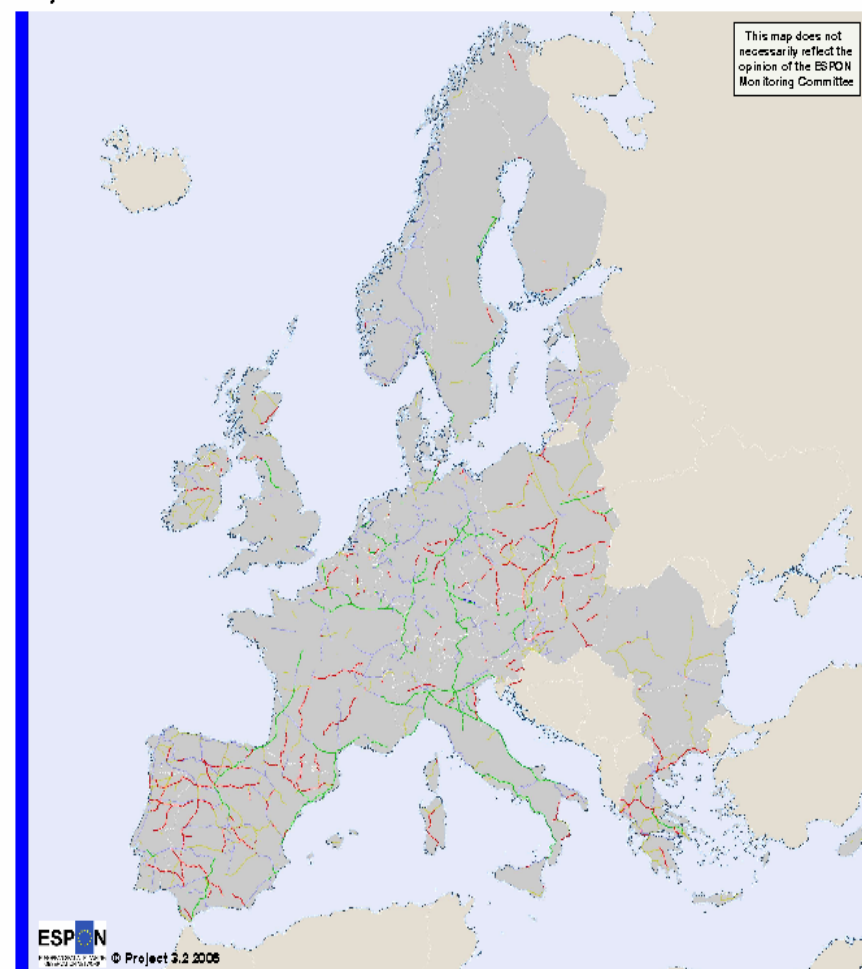 This map does not
necessarily reflect the
opinion of the ESPON
Monitoring Committee
ESPON
© Project 3.2 2006